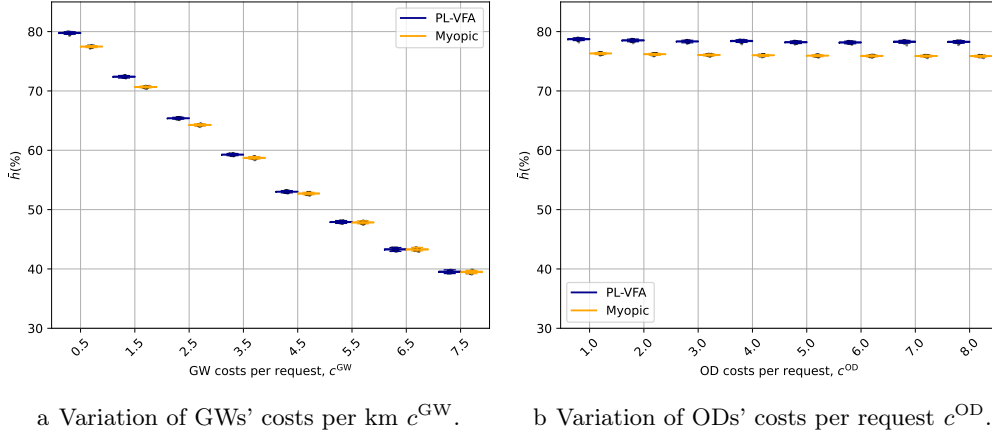 80
70
60
50
40
30
h̄(%)
PL-VFA
Myopic
0.5 1.5 2.5 3.5 4.5 5.5 6.5 7.5
GW costs per request, c^GW
a Variation of GWs' costs per km c^GW.
80
70
60
50
40
30
h̄(%)
PL-VFA
Myopic
1.0 2.0 3.0 4.0 5.0 6.0 7.0 8.0
OD costs per request, c^OD
b Variation of ODs' costs per request c^OD.